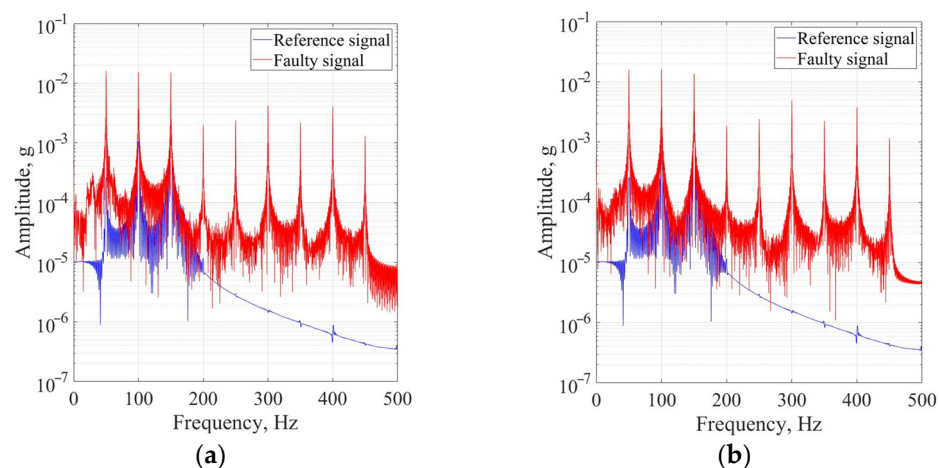 10⁻¹
10⁻²
10⁻³
10⁻⁴
10⁻⁵
10⁻⁶
10⁻⁷
Amplitude, g
Reference signal
Faulty signal
0 100 200 300 400 500
Frequency, Hz
(a)
10⁻¹
10⁻²
10⁻³
10⁻⁴
10⁻⁵
10⁻⁶
10⁻⁷
Amplitude, g
Reference signal
Faulty signal
0 100 200 300 400 500
Frequency, Hz
(b)